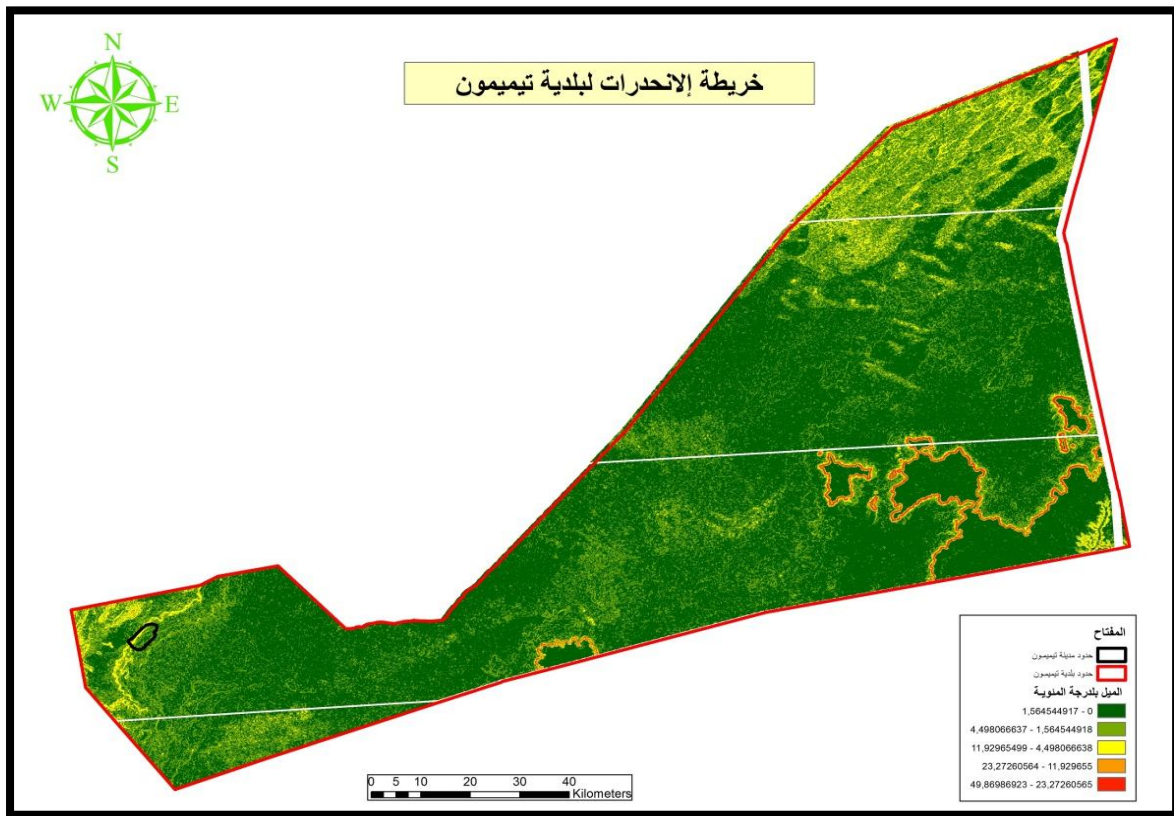 N
W
E
S
خريطة إلانحدرات لبلدية تيميمون
المفتاح
حدود مدينة تيميمون
حدود بلدية تيميمون
الميل بلدرجة المئوية
1,564544917 - 0
4,498066637 - 1,564544918
11,92965499 - 4,498066638
23,27260564 - 11,929655
49,86986923 - 23,27260565
0 5 10 20 30 40
Kilometers